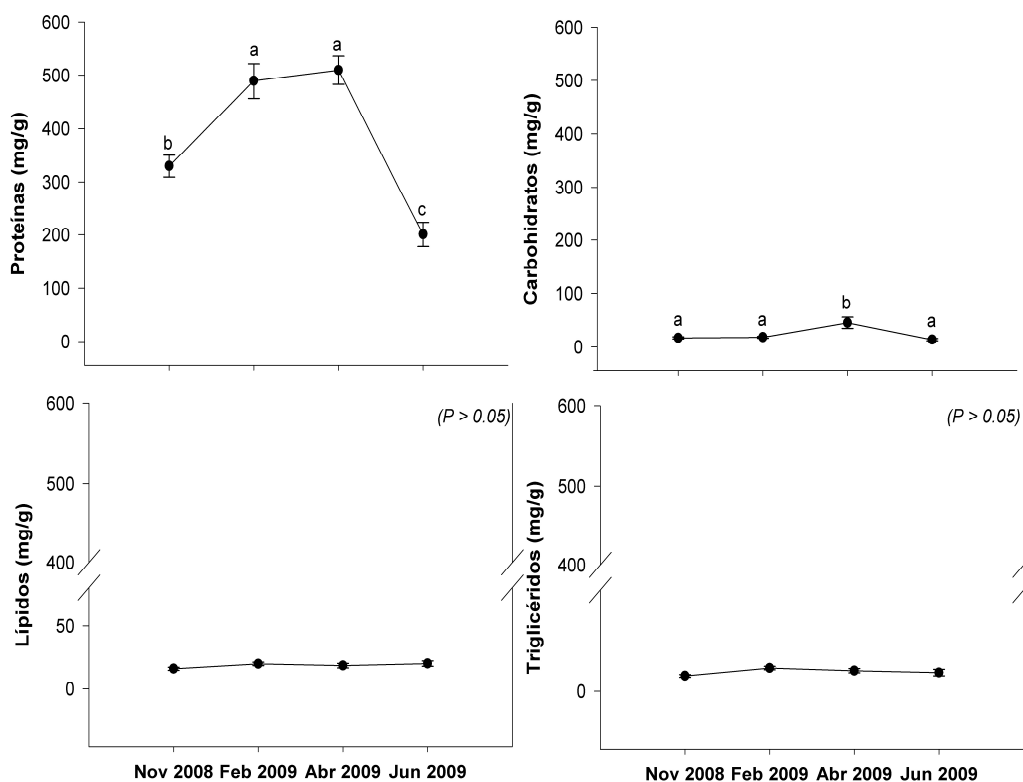 Proteínas (mg/g)
600
500
400
300
200
100
0
b
a
a
c
Carbohidratos (mg/g)
600
500
400
300
200
100
0
a
a
b
a
Lípidos (mg/g)
600
500
400
50
0
(P > 0.05)
Nov 2008 Feb 2009 Abr 2009 Jun 2009
Triglicéridos (mg/g)
600
500
400
0
(P > 0.05)
Nov 2008 Feb 2009 Abr 2009 Jun 2009